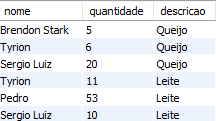 nome quantidade descricao
Brendon Stark 5 Queijo
Tyrion 6 Queijo
Sergio Luiz 20 Queijo
Tyrion 11 Leite
Pedro 53 Leite
Sergio Luiz 10 Leite